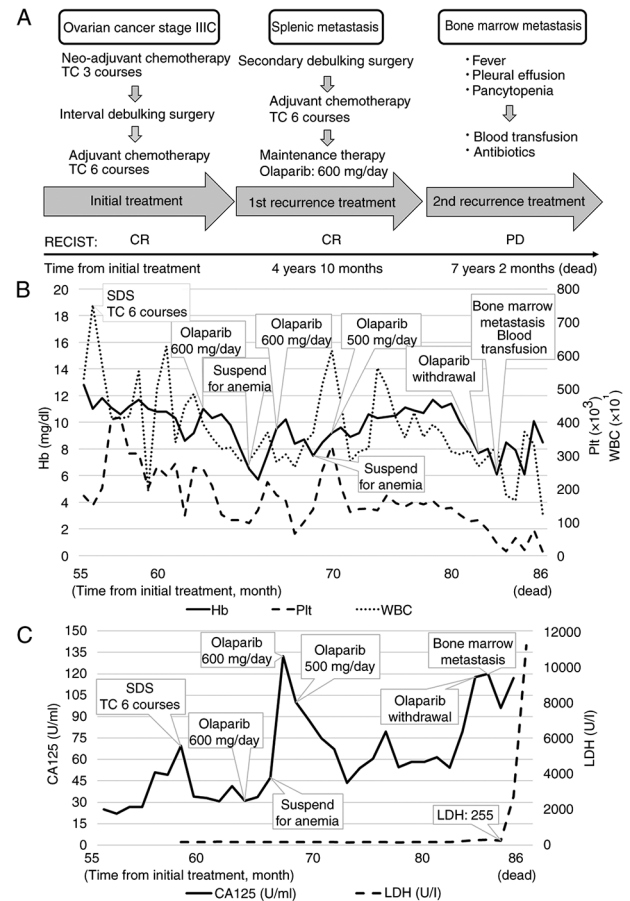 A
Ovarian cancer stage IIIC
Splenic metastasis
Bone marrow metastasis
Neo-adjuvant chemotherapy
TC 3 courses
Interval debulking surgery
Adjuvant chemotherapy
TC 6 courses
Secondary debulking surgery
Adjuvant chemotherapy
TC 6 courses
Maintenance therapy
Olaparib: 600 mg/day
・Fever
・Pleural effusion
・Pancytopenia
・Blood transfusion
・Antibiotics
Initial treatment
1st recurrence treatment
2nd recurrence treatment
RECIST: CR CR PD
Time from initial treatment 4 years 10 months 7 years 2 months (dead)
B
20
18
16
14
12
10
8
6
4
2
0
Hb (mg/dl)
800
700
600
500
400
300
200
100
0
Plt (×10³)
WBC (×10¹)
SDS
TC 6 courses
Olaparib
600 mg/day
Suspend
for anemia
Olaparib
600 mg/day
Olaparib
500 mg/day
Suspend
for anemia
Olaparib
withdrawal
Bone marrow
metastasis
Blood
transfusion
55 60 70 80 86
(Time from initial treatment, month) (dead)
Hb Plt WBC
C
150
135
120
105
90
75
60
45
30
15
0
CA125 (U/ml)
12000
10000
8000
6000
4000
2000
0
LDH (U/l)
SDS
TC 6 courses
Olaparib
600 mg/day
Olaparib
600 mg/day
Olaparib
500 mg/day
Suspend
for anemia
Olaparib
withdrawal
Bone marrow
metastasis
LDH: 255
55 60 70 80 86
(Time from initial treatment, month) (dead)
CA125 (U/ml) LDH (U/l)